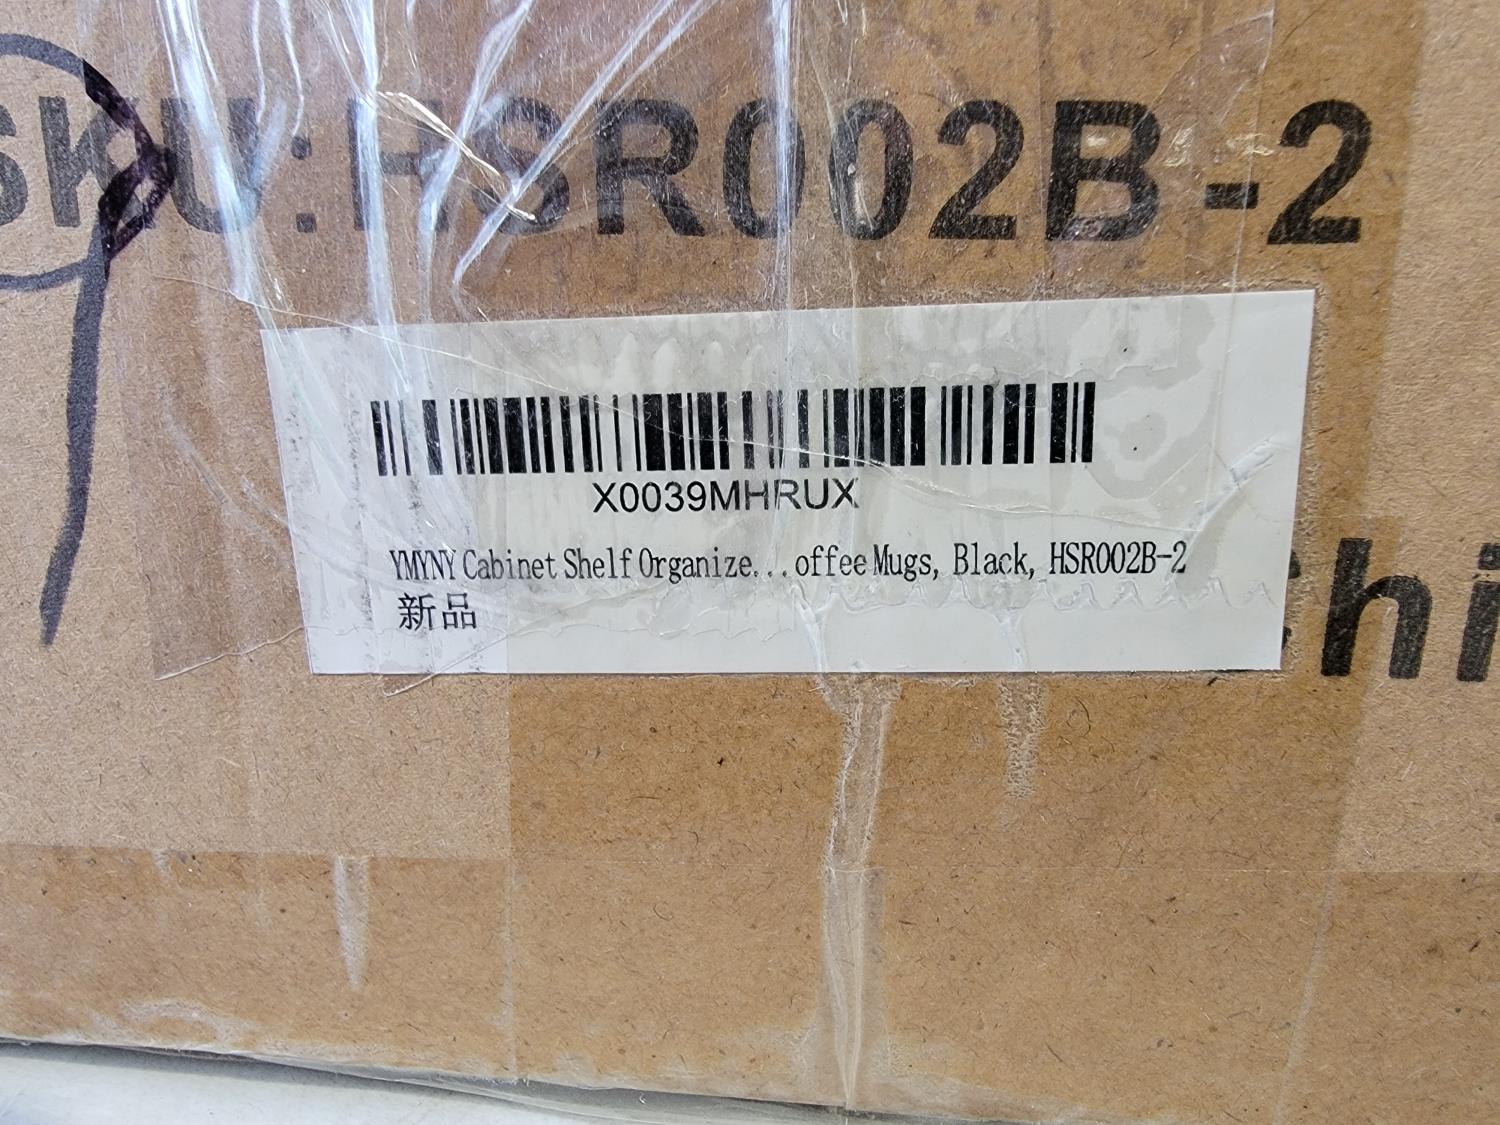 SKU:HSR002B-2
X0039MHRUX
YMYNY Cabinet Shelf Organize...offee Mugs, Black, HSR002B-2
新品